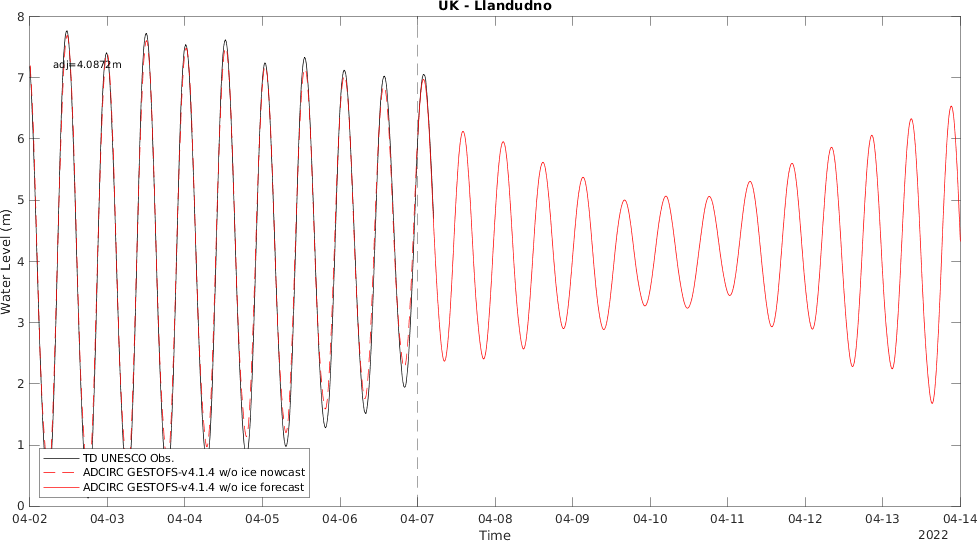 UK - Llandudno
8
7
6
5
4
3
2
1
0
Water Level (m)
adj=4.0872m
TD UNESCO Obs.
ADCIRC GESTOFS-v4.1.4 w/o ice nowcast
ADCIRC GESTOFS-v4.1.4 w/o ice forecast
04-02 04-03 04-04 04-05 04-06 04-07 04-08 04-09 04-10 04-11 04-12 04-13 04-14
Time
2022